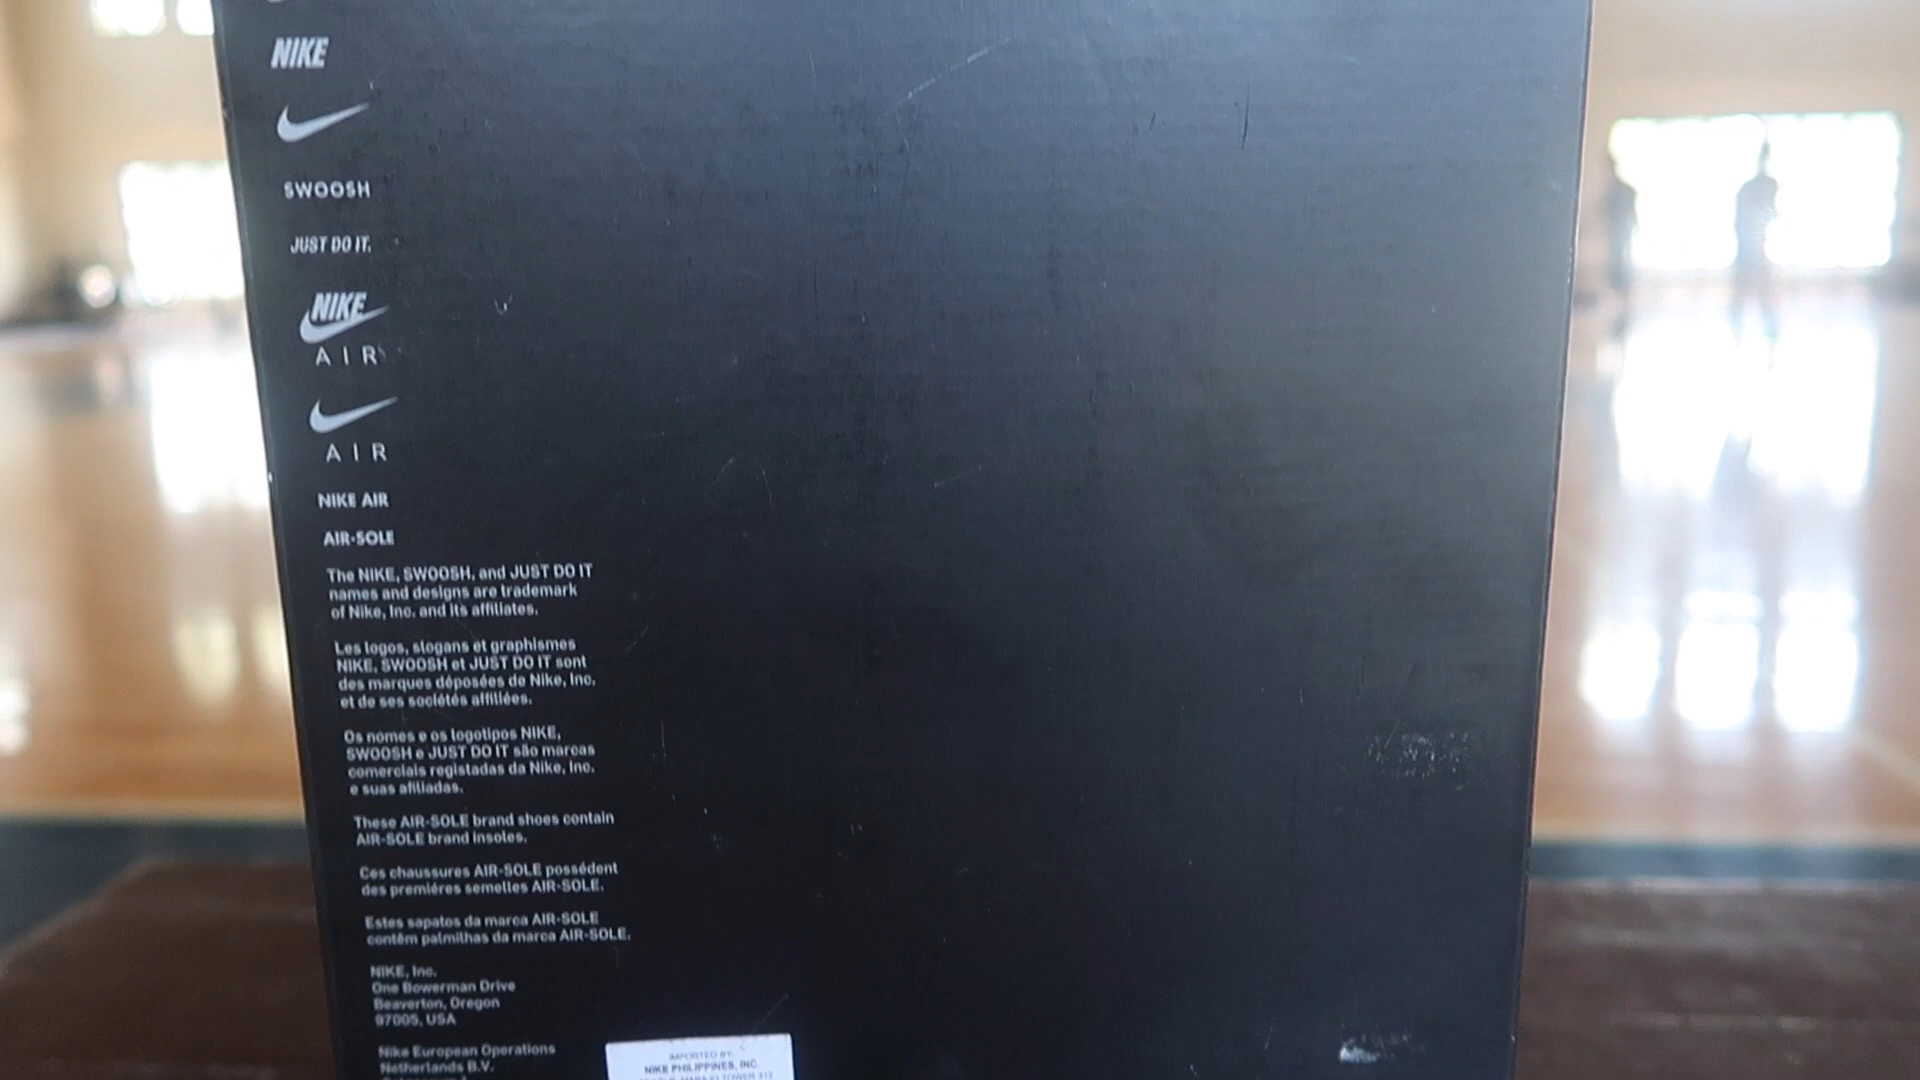 NIKE
SWOOSH
JUST DO IT.
NIKE
AIR
AIR
NIKE AIR
AIR-SOLE
The NIKE, SWOOSH, and JUST DO IT
names and designs are trademark
of Nike, Inc. and its affiliates.
Les logos, slogans et graphismes
NIKE, SWOOSH et JUST DO IT sont
des marques déposées de Nike, Inc.
et de ses sociétés affiliées.
Os nomes e os logotipos NIKE,
SWOOSH e JUST DO IT são marcas
comerciais registadas da Nike, Inc.
e suas afiliadas.
These AIR-SOLE brand shoes contain
AIR-SOLE brand insoles.
Ces chaussures AIR-SOLE possédent
des premiéres semelles AIR-SOLE.
Estes sapatos da marca AIR-SOLE
contêm palmilhas da marca AIR-SOLE.
NIKE, Inc.
One Bowerman Drive
Beaverton, Oregon
97005, USA
Nike European Operations
Netherlands B.V.
IMPORTED BY:
NIKE PHILIPPINES, INC.